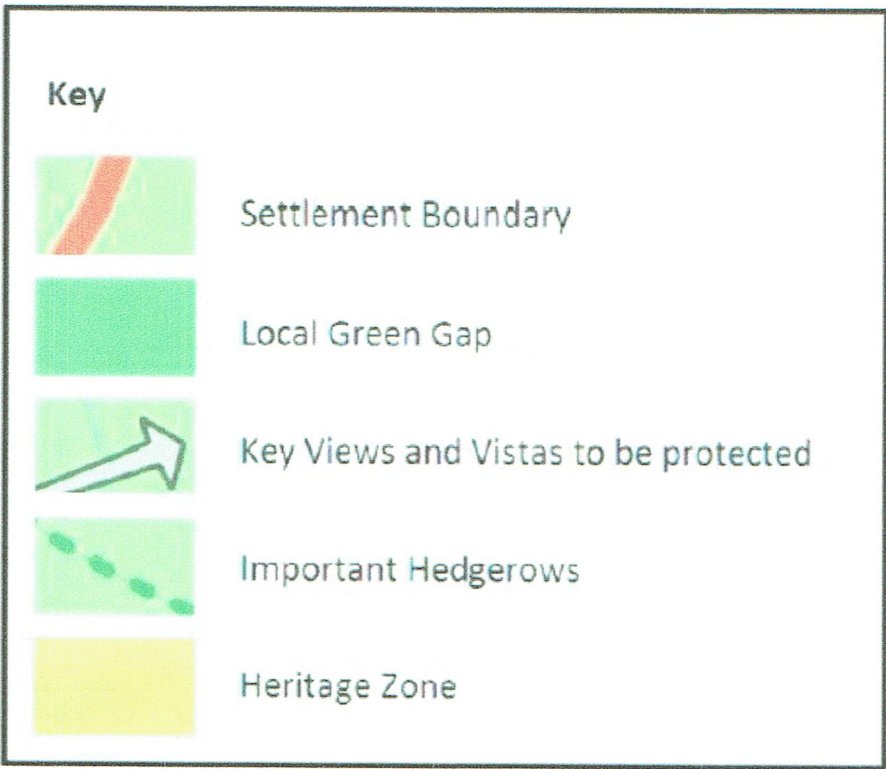 Key
Settlement Boundary
Local Green Gap
Key Views and Vistas to be protected
Important Hedgerows
Heritage Zone